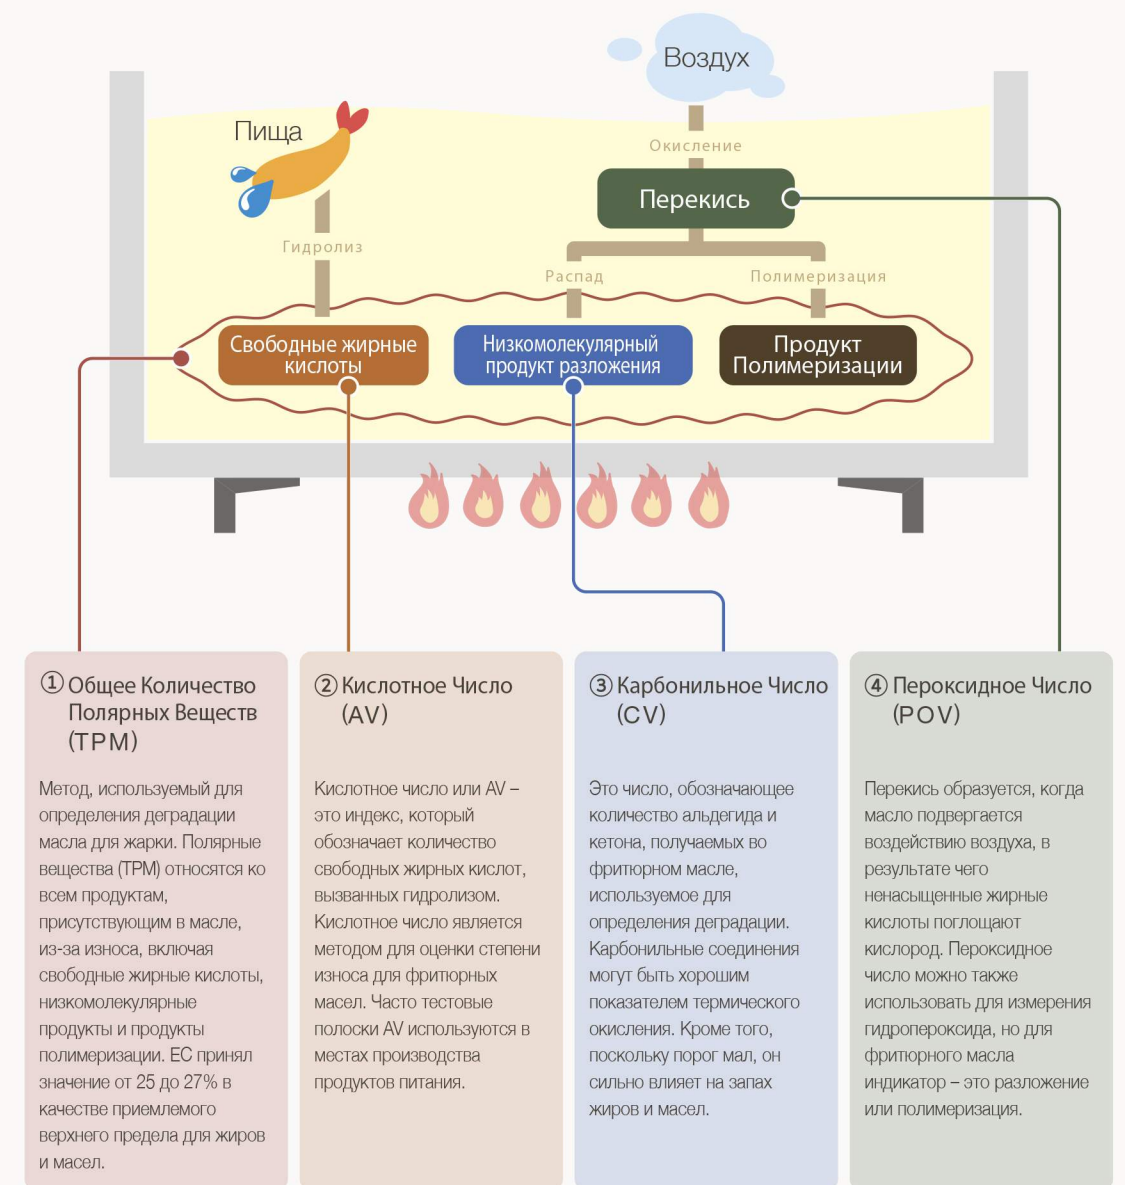 Воздух
Пища
Окисление
Перекись
Гидролиз
Распад
Полимеризация
Свободные жирные
кислоты
Низкомолекулярный
продукт разложения
Продукт
Полимеризации
① Общее Количество
Полярных Веществ
(TPM)
Метод, используемый для
определения деградации
масла для жарки. Полярные
вещества (TPM) относятся ко
всем продуктам,
присутствующим в масле,
из-за износа, включая
свободные жирные кислоты,
низкомолекулярные
продукты и продукты
полимеризации. ЕС принял
значение от 25 до 27% в
качестве приемлемого
верхнего предела для жиров
и масел.
② Кислотное Число
(AV)
Кислотное число или AV –
это индекс, который
обозначает количество
свободных жирных кислот,
вызванных гидролизом.
Кислотное число является
методом для оценки степени
износа для фритюрных
масел. Часто тестовые
полоски AV используются в
местах производства
продуктов питания.
③ Карбонильное Число
(CV)
Это число, обозначающее
количество альдегида и
кетона, получаемых во
фритюрном масле,
используемое для
определения деградации.
Карбонильные соединения
могут быть хорошим
показателем термического
окисления. Кроме того,
поскольку порог мал, он
сильно влияет на запах
жиров и масел.
④ Пероксидное Число
(POV)
Перекись образуется, когда
масло подвергается
воздействию воздуха, в
результате чего
ненасыщенные жирные
кислоты поглощают
кислород. Пероксидное
число можно также
использовать для измерения
гидропероксида, но для
фритюрного масла
индикатор – это разложение
или полимеризация.